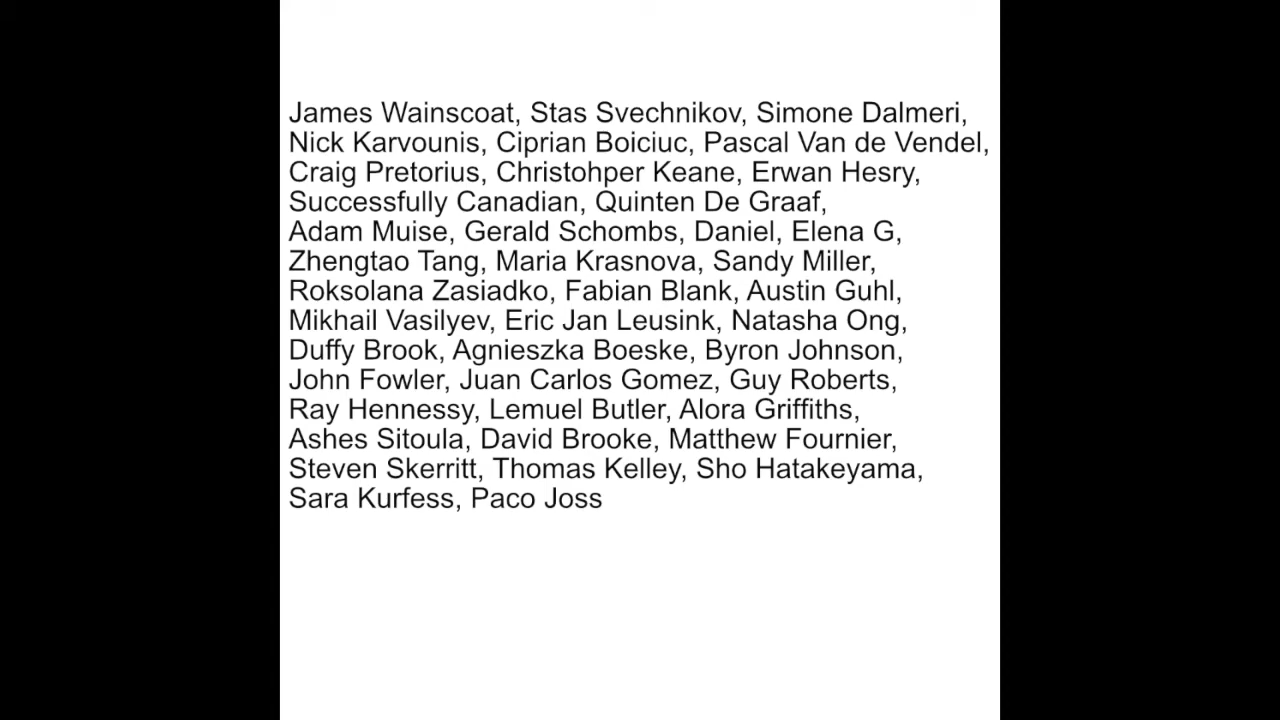 James Wainscoat, Stas Svechnikov, Simone Dalmeri,
Nick Karvounis, Ciprian Boiciuc, Pascal Van de Vendel,
Craig Pretorius, Christohper Keane, Erwan Hesry,
Successfully Canadian, Quinten De Graaf,
Adam Muise, Gerald Schombs, Daniel, Elena G,
Zhengtao Tang, Maria Krasnova, Sandy Miller,
Roksolana Zasiadko, Fabian Blank, Austin Guhl,
Mikhail Vasilyev, Eric Jan Leusink, Natasha Ong,
Duffy Brook, Agnieszka Boeske, Byron Johnson,
John Fowler, Juan Carlos Gomez, Guy Roberts,
Ray Hennessy, Lemuel Butler, Alora Griffiths,
Ashes Sitoula, David Brooke, Matthew Fournier,
Steven Skerritt, Thomas Kelley, Sho Hatakeyama,
Sara Kurfess, Paco Joss